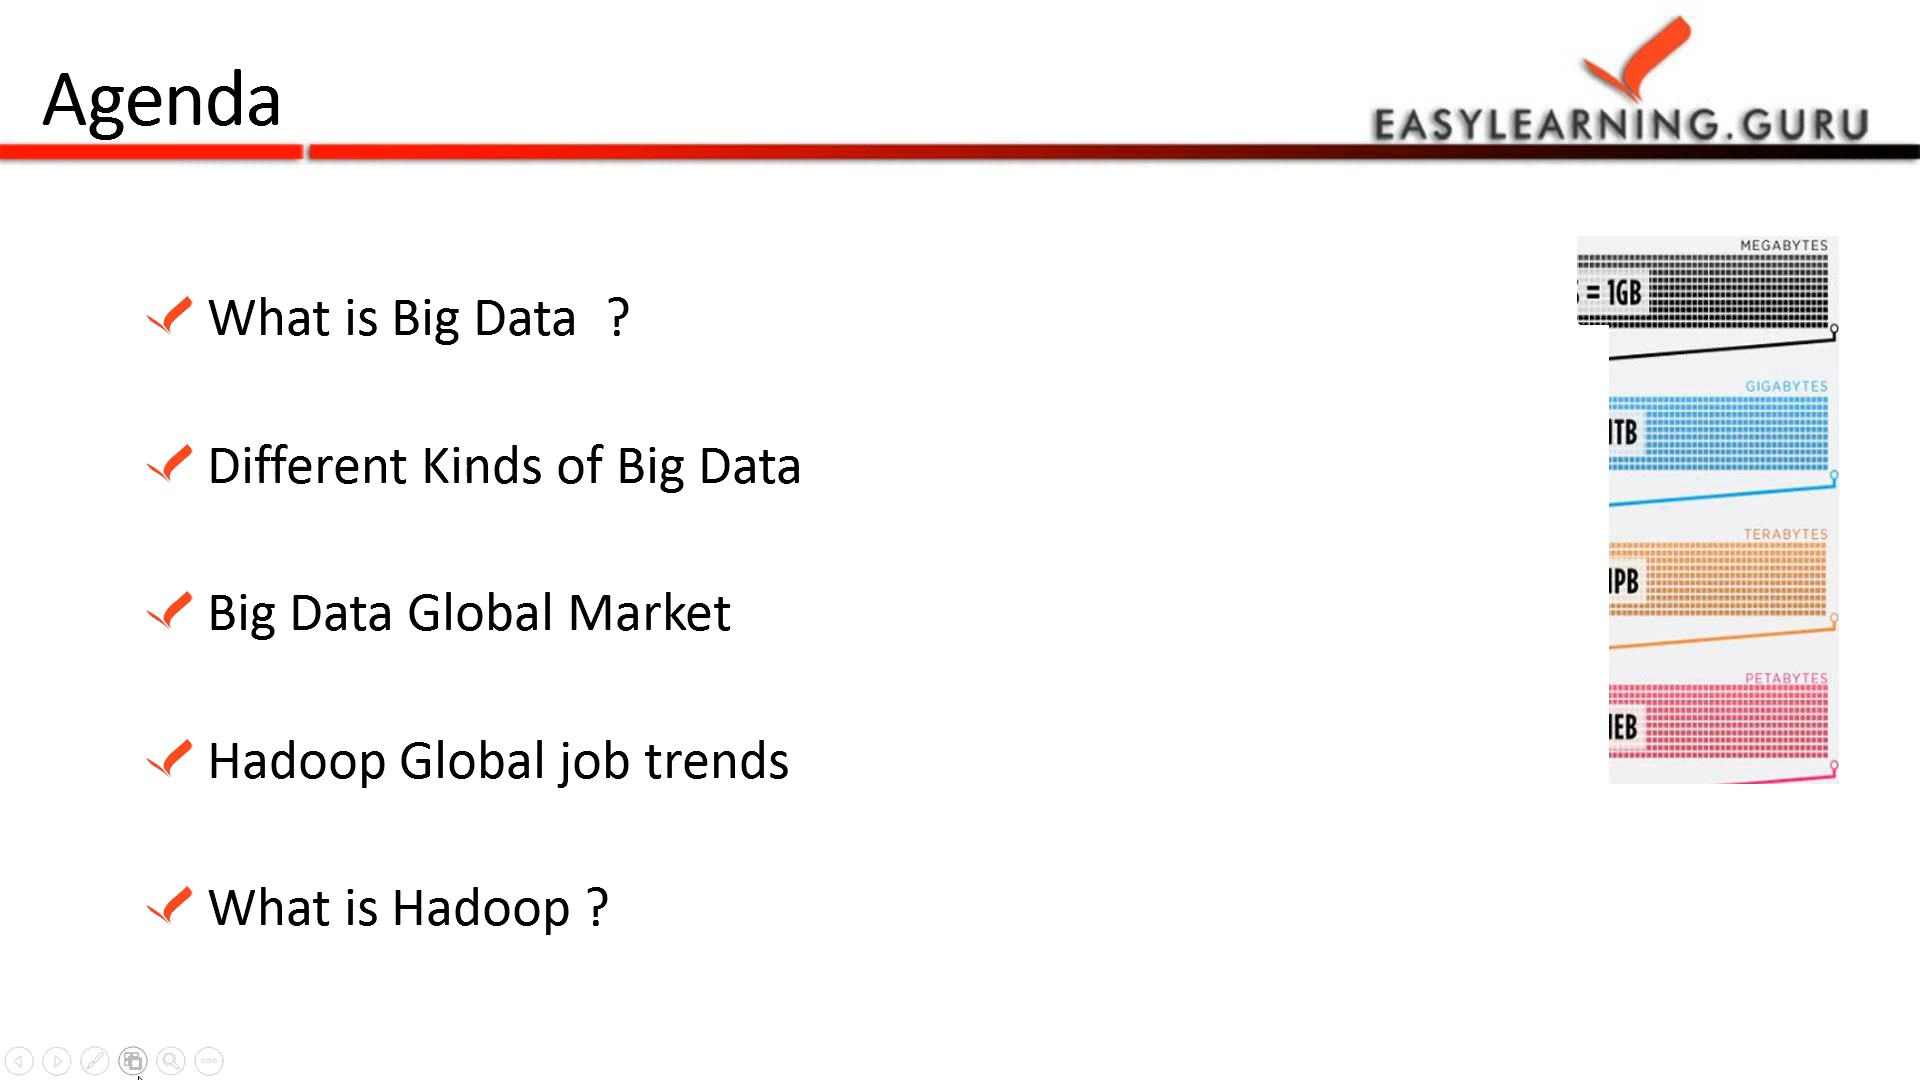 Agenda
EASYLEARNING.GURU
What is Big Data ?
Different Kinds of Big Data
Big Data Global Market
Hadoop Global job trends
What is Hadoop ?
MEGABYTES
= 1GB
GIGABYTES
1TB
TERABYTES
1PB
PETABYTES
1EB